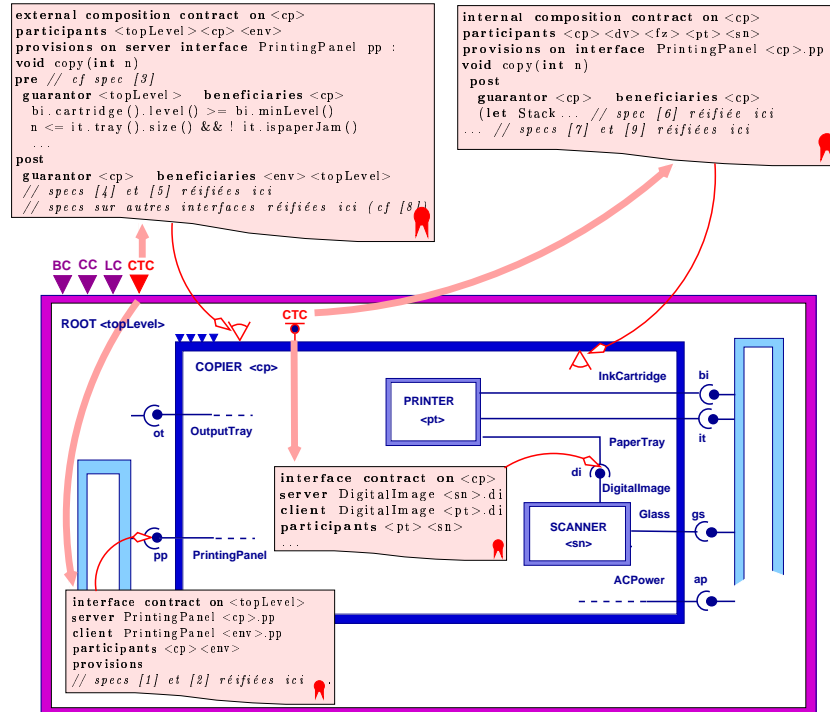 external composition contract on <cp>
participants <topLevel><cp><env>
provisions on server interface PrintingPanel pp :
void copy(int n)
pre // cf spec [3]
guarantor <topLevel> beneficiaries <cp>
bi.cartridge().level() >= bi.minLevel()
n <= it.tray().size() && ! it.ispaperJam()
...
post
guarantor <cp> beneficiaries <env><topLevel>
// specs [4] et [5] réifiées ici
// specs sur autres interfaces réifiées ici (cf [8])
internal composition contract on <cp>
participants <cp><dv><fz><pt><sn>
provisions on interface PrintingPanel <cp>.pp
void copy(int n)
post
guarantor <cp> beneficiaries <cp>
(let Stack... // spec [6] réifiée ici
... // specs [7] et [9] réifiées ici
BC CC LC CTC
ROOT <topLevel>
CTC
COPIER <cp>
InkCartridge
bi
PRINTER
<pt>
ot
OutputTray
it
PaperTray
di
DigitalImage
interface contract on <cp>
server DigitalImage <sn>.di
client DigitalImage <pt>.di
participants <pt><sn>
...
Glass
gs
SCANNER
<sn>
pp
PrintingPanel
ACPower
ap
interface contract on <topLevel>
server PrintingPanel <cp>.pp
client PrintingPanel <env>.pp
participants <cp><env>
provisions
// specs [1] et [2] réifiées ici .